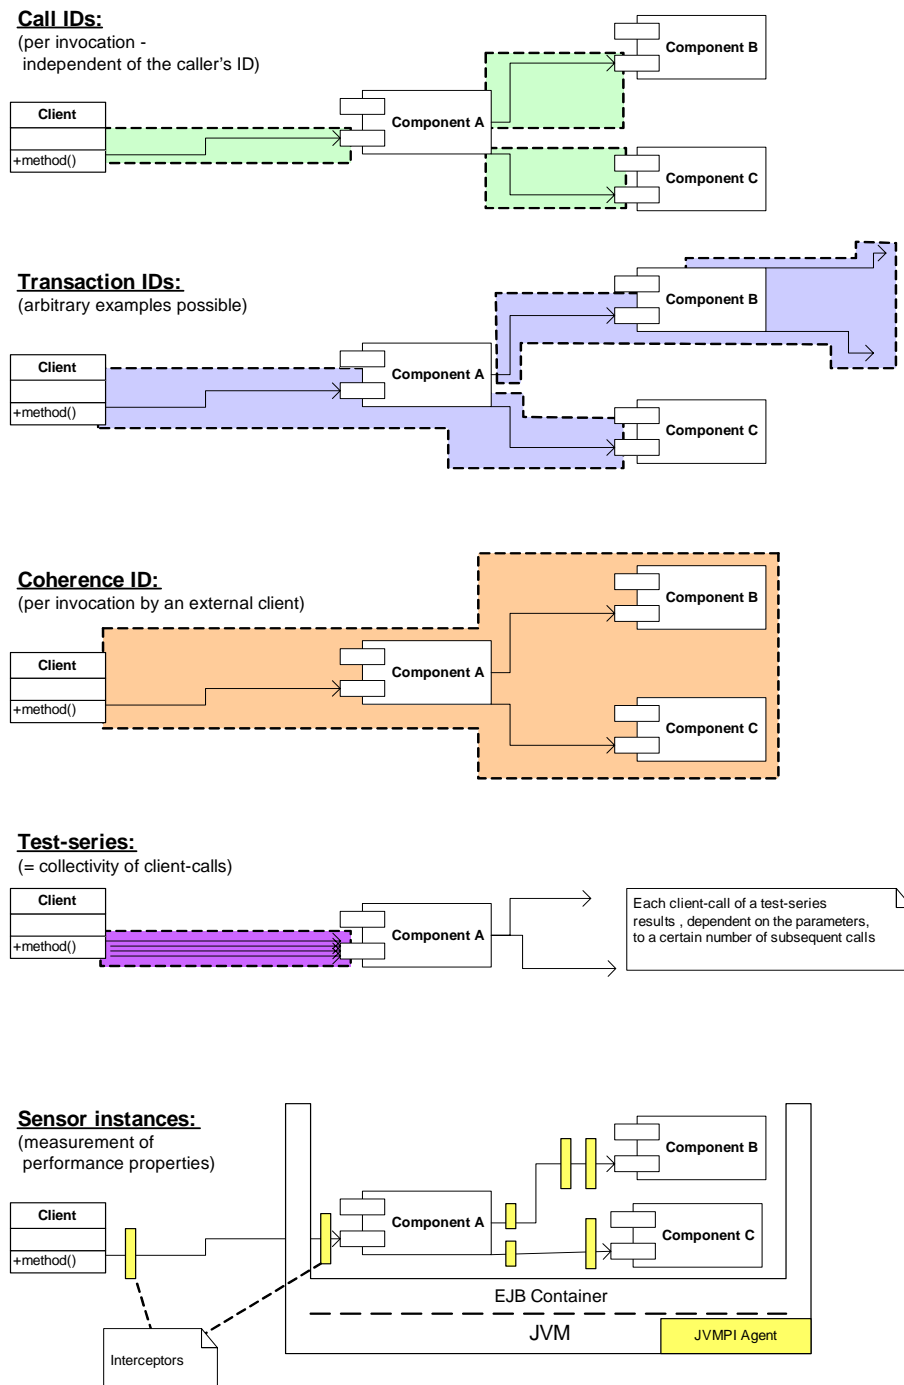 Call IDs:
(per invocation -
independent of the caller's ID)
Client
+method()
Component A
Component B
Component C
Transaction IDs:
(arbitrary examples possible)
Client
+method()
Component A
Component B
Component C
Coherence ID:
(per invocation by an external client)
Client
+method()
Component A
Component B
Component C
Test-series:
(= collectivity of client-calls)
Client
+method()
Component A
Each client-call of a test-series
results , dependent on the parameters,
to a certain number of subsequent calls
Sensor instances:
(measurement of
performance properties)
Client
+method()
Component A
Component B
Component C
EJB Container
JVM
JVMPI Agent
Interceptors